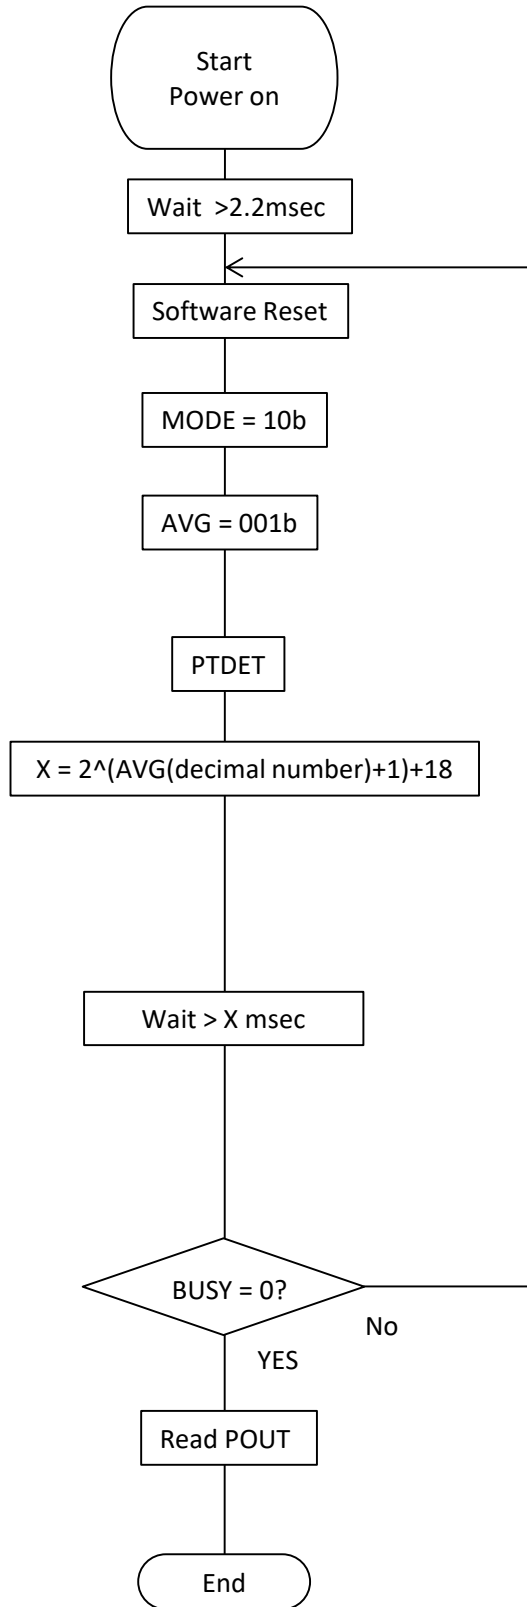 Start
Power on
Wait >2.2msec
Software Reset
MODE = 10b
AVG = 001b
PTDET
X = 2^(AVG(decimal number)+1)+18
Wait > X msec
BUSY = 0?
No
YES
Read POUT
End